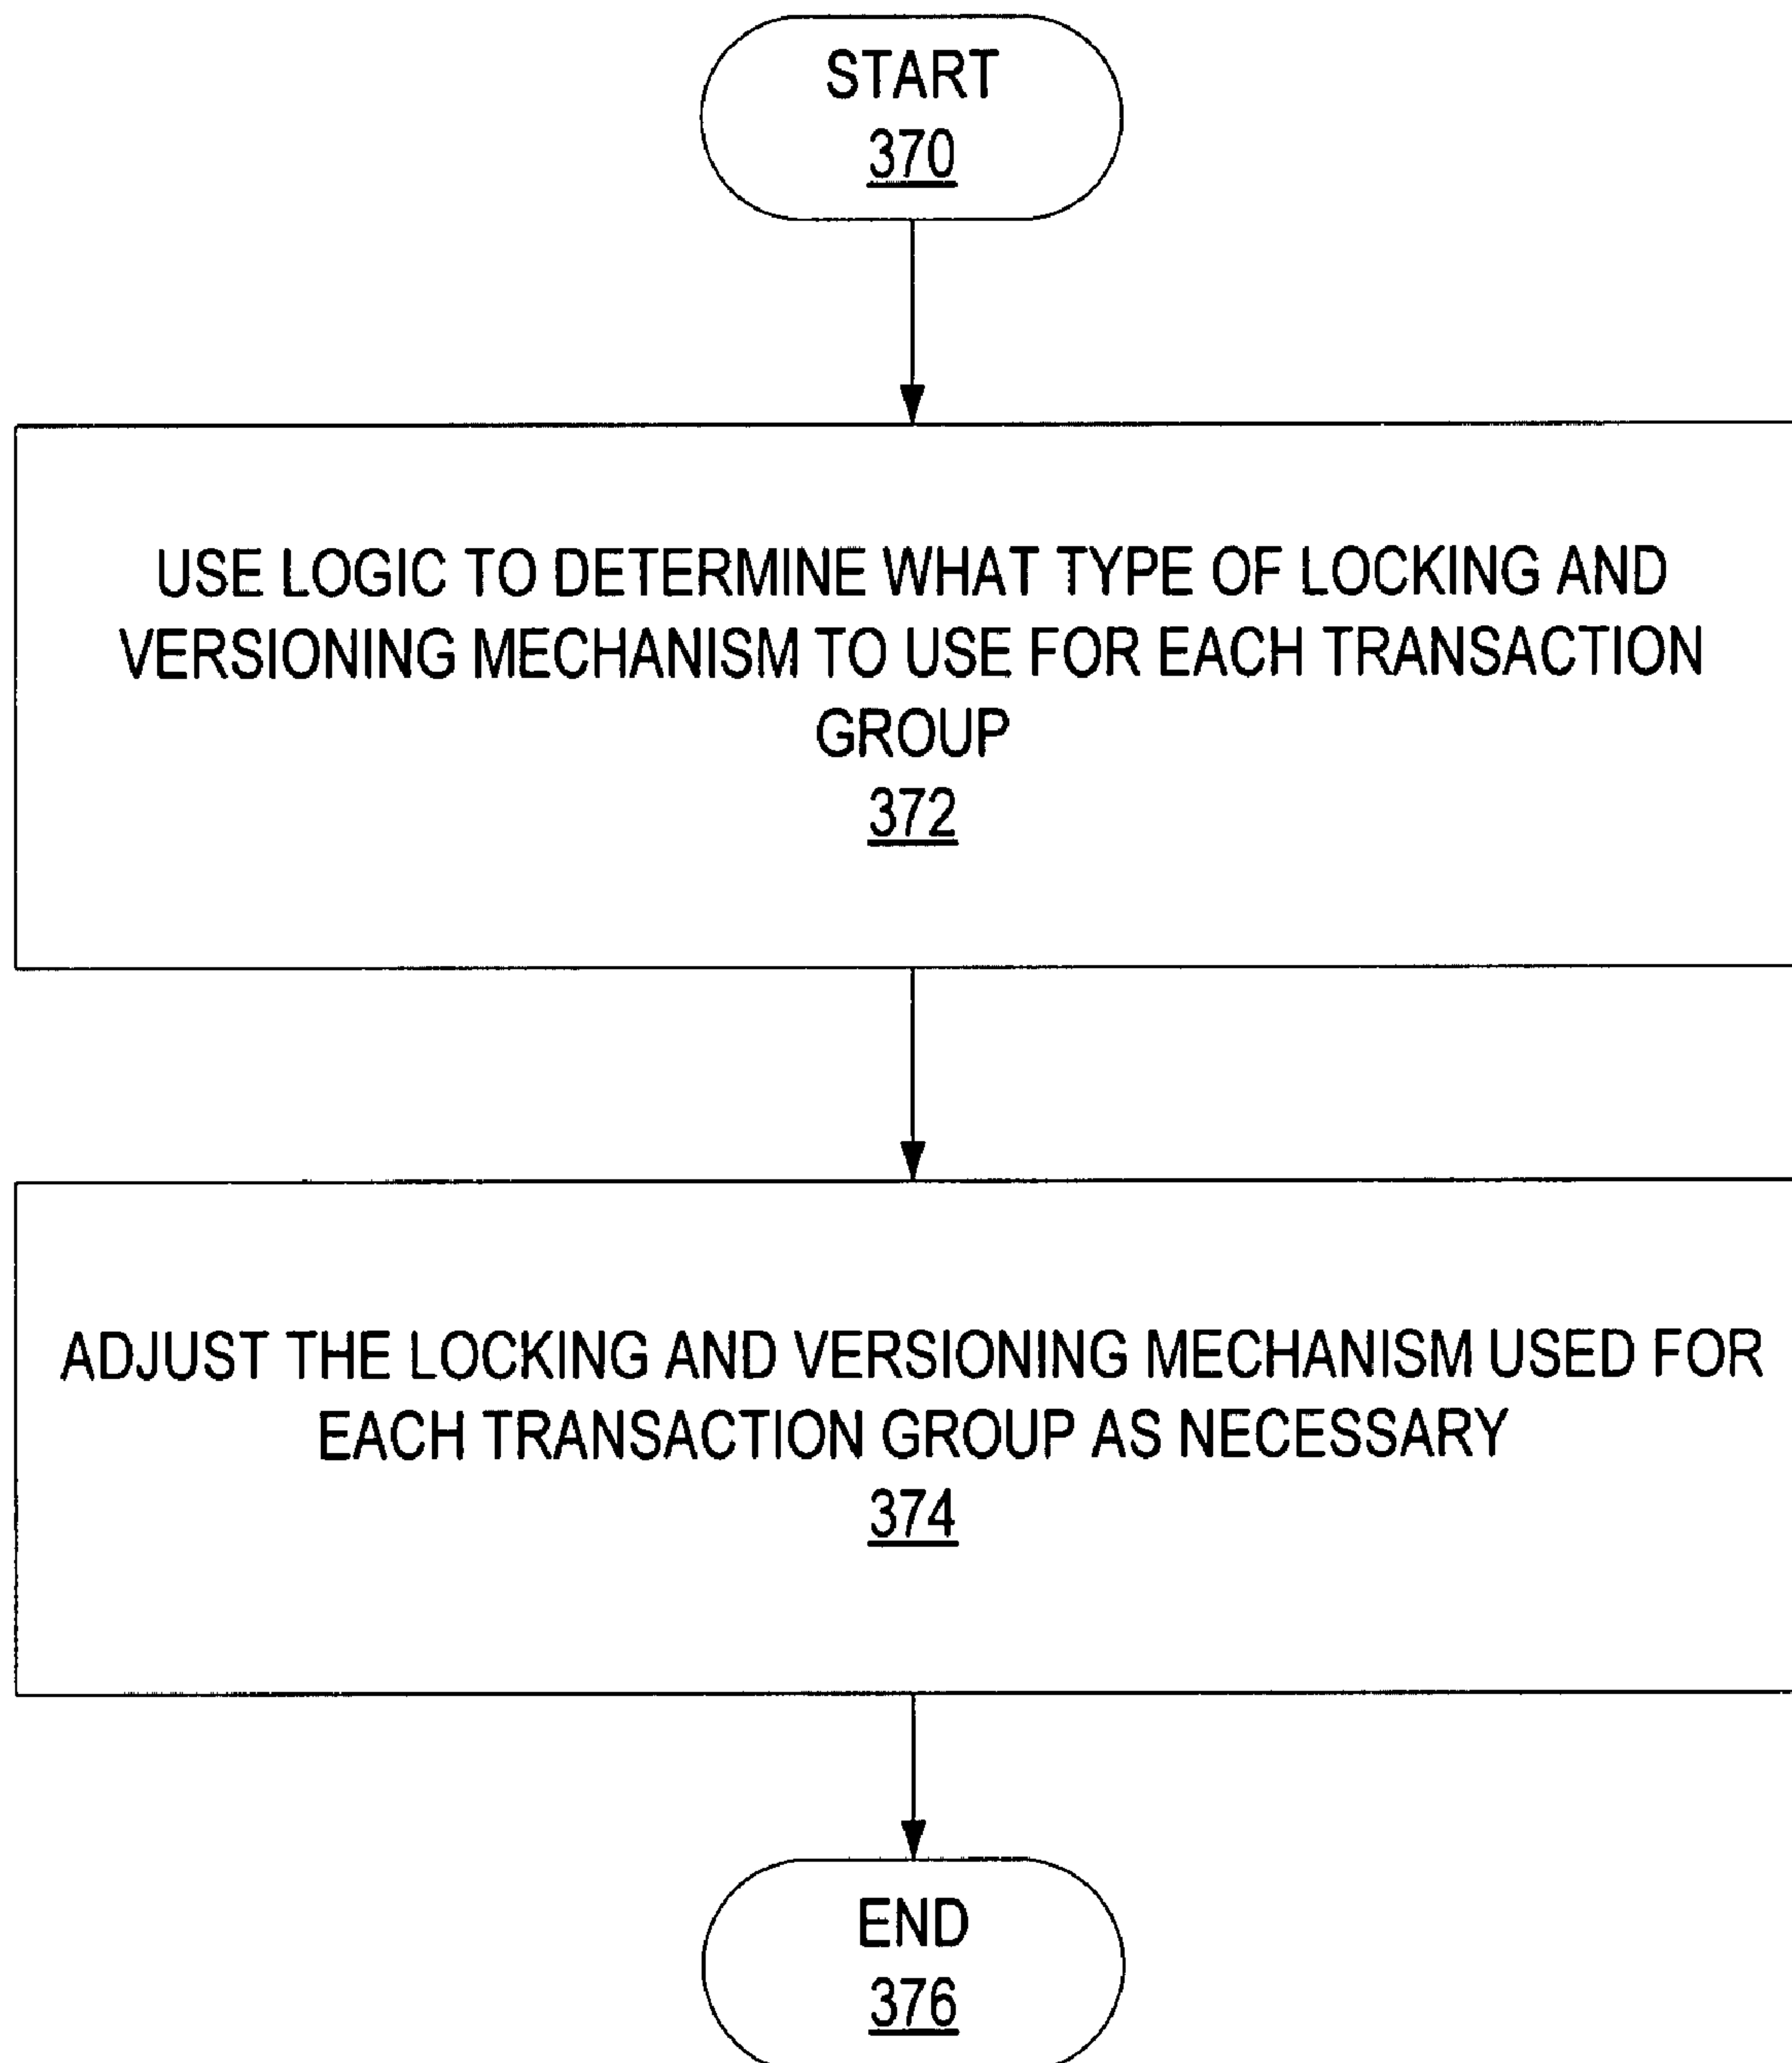 START
370
USE LOGIC TO DETERMINE WHAT TYPE OF LOCKING AND
VERSIONING MECHANISM TO USE FOR EACH TRANSACTION
GROUP
372
ADJUST THE LOCKING AND VERSIONING MECHANISM USED FOR
EACH TRANSACTION GROUP AS NECESSARY
374
END
376